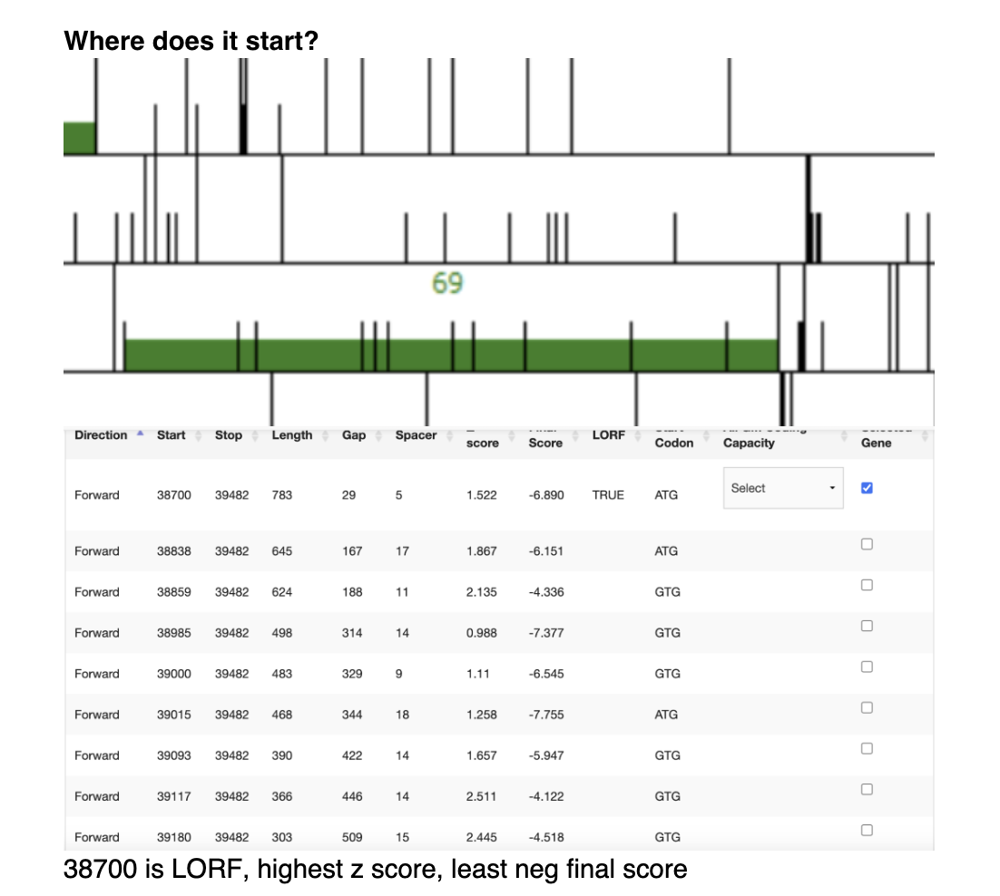 Where does it start?
69
Direction Start Stop Length Gap Spacer score Score LORF Codon Capacity Gene
Forward 38700 39482 783 29 5 1.522 -6.890 TRUE ATG Select
Forward 38838 39482 645 167 17 1.867 -6.151 ATG
Forward 38859 39482 624 188 11 2.135 -4.336 GTG
Forward 38985 39482 498 314 14 0.988 -7.377 GTG
Forward 39000 39482 483 329 9 1.11 -6.545 GTG
Forward 39015 39482 468 344 18 1.258 -7.755 ATG
Forward 39093 39482 390 422 14 1.657 -5.947 GTG
Forward 39117 39482 366 446 14 2.511 -4.122 GTG
Forward 39180 39482 303 509 15 2.445 -4.518 GTG
38700 is LORF, highest z score, least neg final score